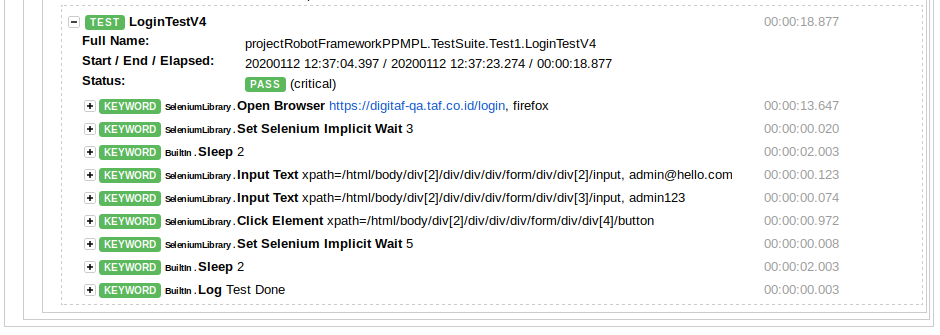 TEST LoginTestV4 00:00:18.877
Full Name: projectRobotFrameworkPPMPL.TestSuite.Test1.LoginTestV4
Start / End / Elapsed: 20200112 12:37:04.397 / 20200112 12:37:23.274 / 00:00:18.877
Status: PASS (critical)
KEYWORD SeleniumLibrary.Open Browser https://digitaf-qa.taf.co.id/login, firefox 00:00:13.647
KEYWORD SeleniumLibrary.Set Selenium Implicit Wait 3 00:00:00.020
KEYWORD BuiltIn.Sleep 2 00:00:02.003
KEYWORD SeleniumLibrary.Input Text xpath=/html/body/div[2]/div/div/div/form/div/div[2]/input, admin@hello.com 00:00:00.123
KEYWORD SeleniumLibrary.Input Text xpath=/html/body/div[2]/div/div/div/form/div/div[3]/input, admin123 00:00:00.074
KEYWORD SeleniumLibrary.Click Element xpath=/html/body/div[2]/div/div/div/form/div/div[4]/button 00:00:00.972
KEYWORD SeleniumLibrary.Set Selenium Implicit Wait 5 00:00:00.008
KEYWORD BuiltIn.Sleep 2 00:00:02.003
KEYWORD BuiltIn.Log Test Done 00:00:00.003